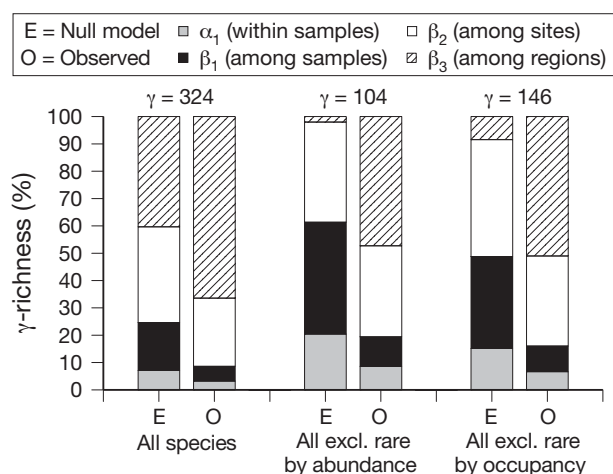 E = Null model α1 (within samples) β2 (among sites)
O = Observed β1 (among samples) β3 (among regions)
γ = 324 γ = 104 γ = 146
γ-richness (%)
100
90
80
70
60
50
40
30
20
10
0
E O E O E O
All species All excl. rare by abundance All excl. rare by occupancy